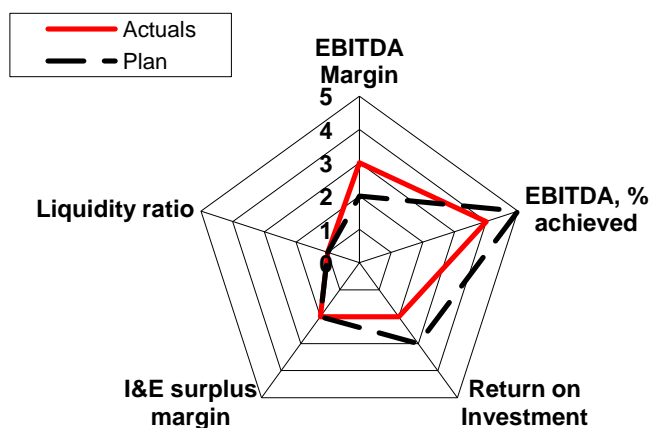 Actuals
Plan
EBITDA
Margin
5
4
3
2
1
0
EBITDA, %
achieved
Liquidity ratio
I&E surplus
margin
Return on
Investment